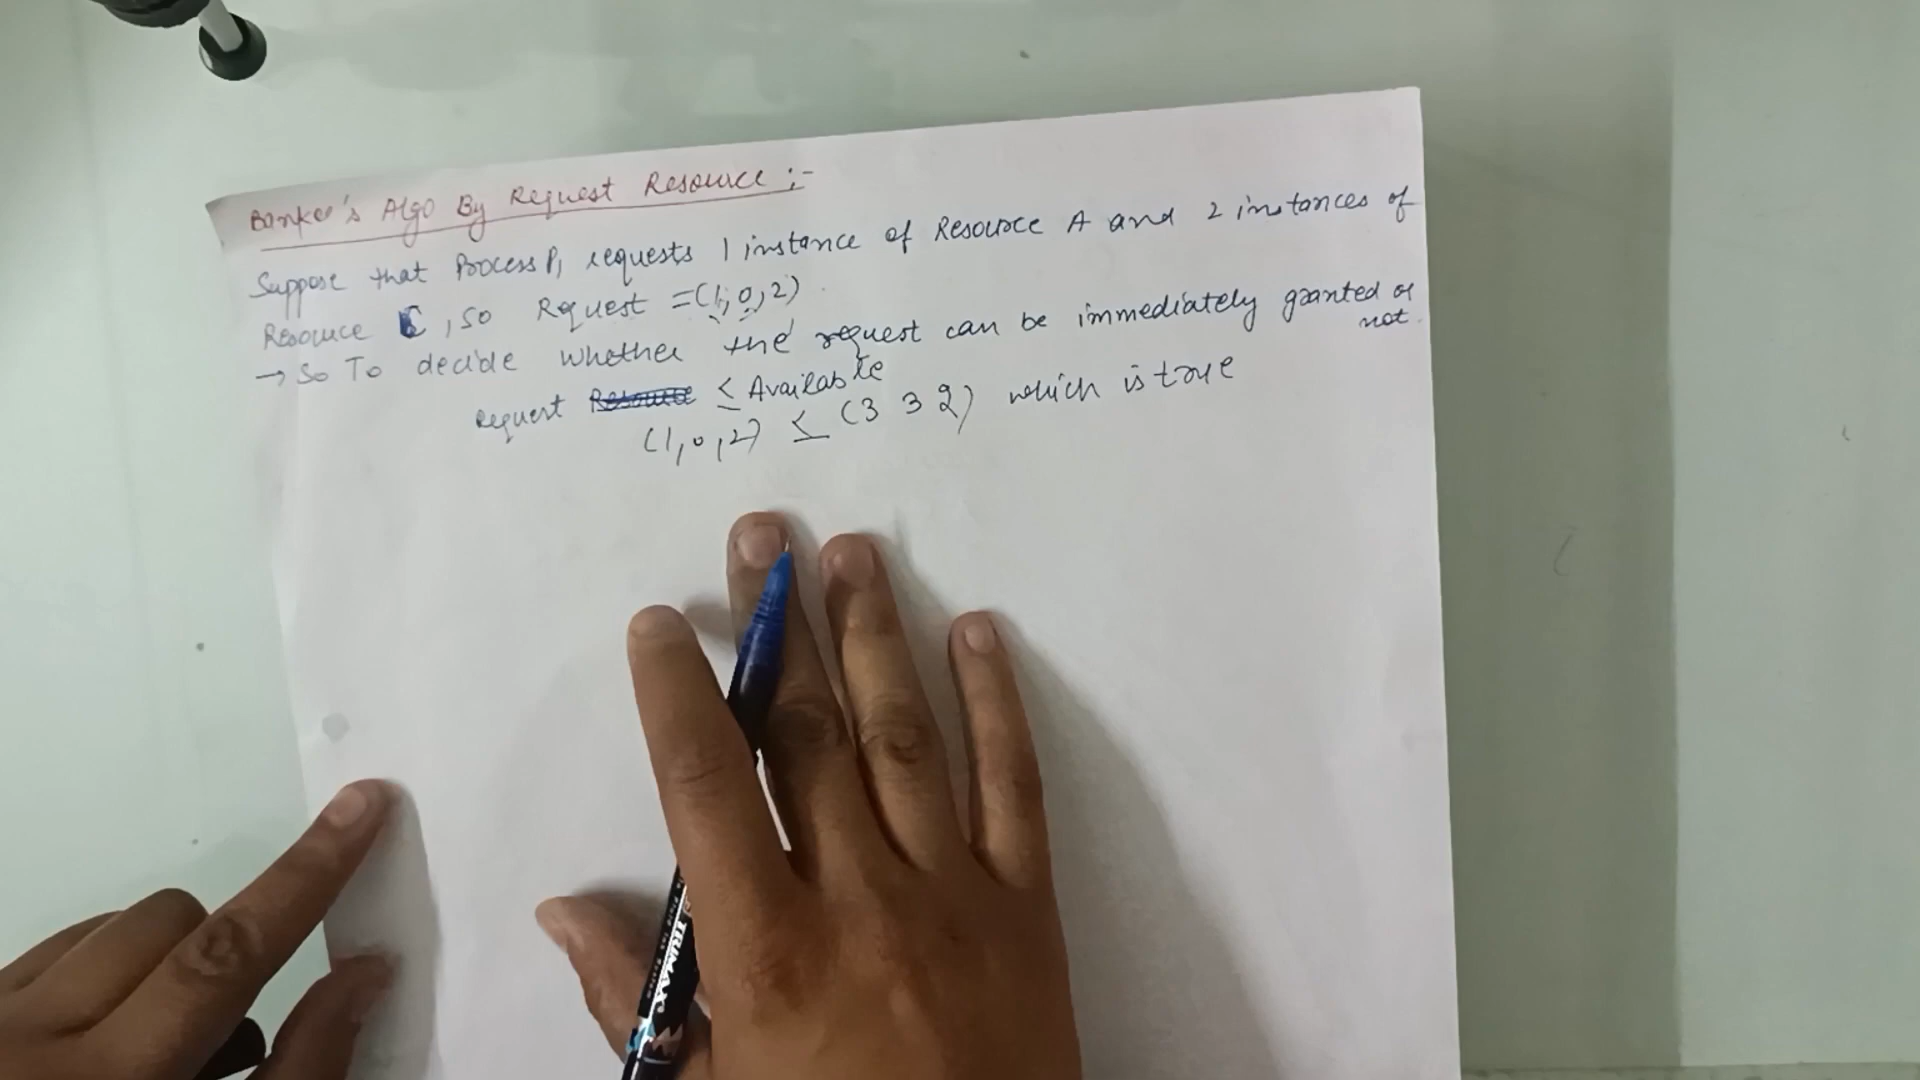 Banker's Algo By Request Resource :-
Suppose that Process P1 requests 1 instance of Resource A and 2 instances of
Resource C, so Request = (1, 0, 2)
→ So To decide whether the request can be immediately granted or
not.
request ≤ Available
(1, 0, 2) ≤ (3 3 2) which is true
TRIMAX